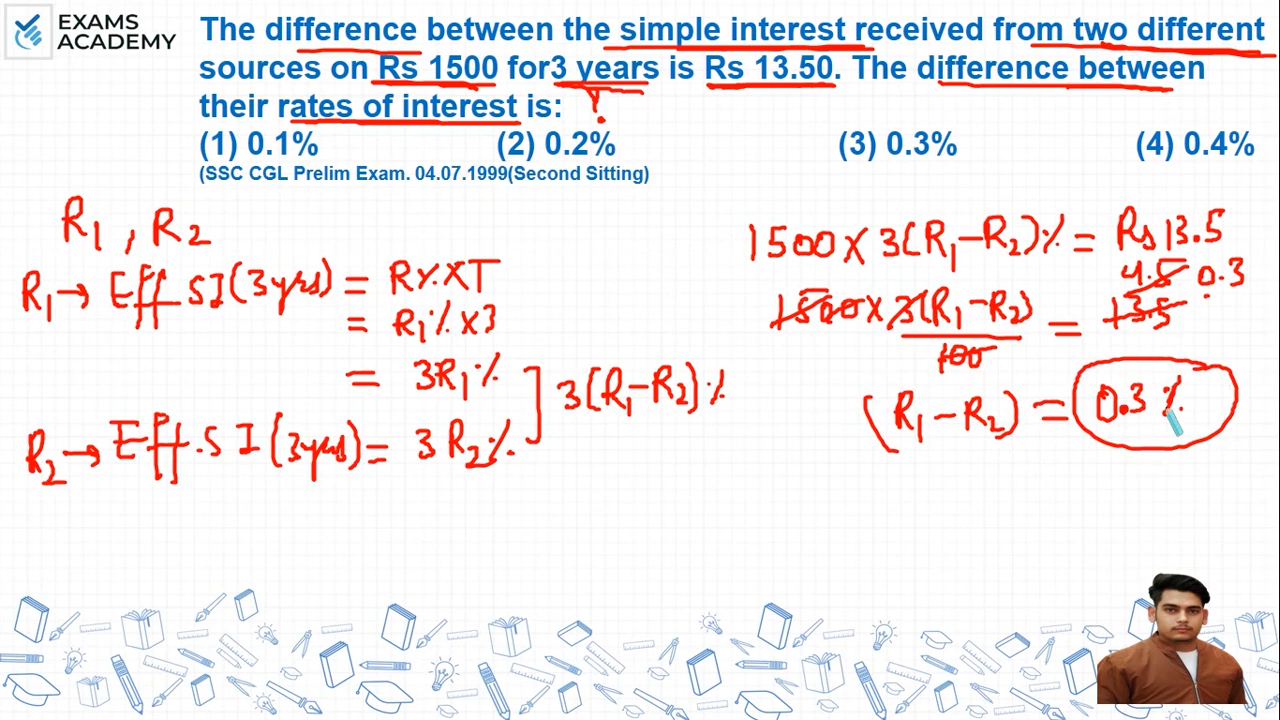 EXAMS
ACADEMY
The difference between the simple interest received from two different
sources on Rs 1500 for3 years is Rs 13.50. The difference between
their rates of interest is: ?
(1) 0.1% (2) 0.2% (3) 0.3% (4) 0.4%
(SSC CGL Prelim Exam. 04.07.1999(Second Sitting)
R1, R2
R1 → Eff SI (3 yrs) = R% × T
= R1% × 3
= 3R1%
R2 → Eff. SI (3 yrs) = 3 R2%.
] 3(R1 − R2)%
1500 × 3(R1 − R2)% = Rs 13.5
4.5 0.3
1500 × 3(R1 − R2) = 13.5
100
(R1 − R2) = 0.3 %